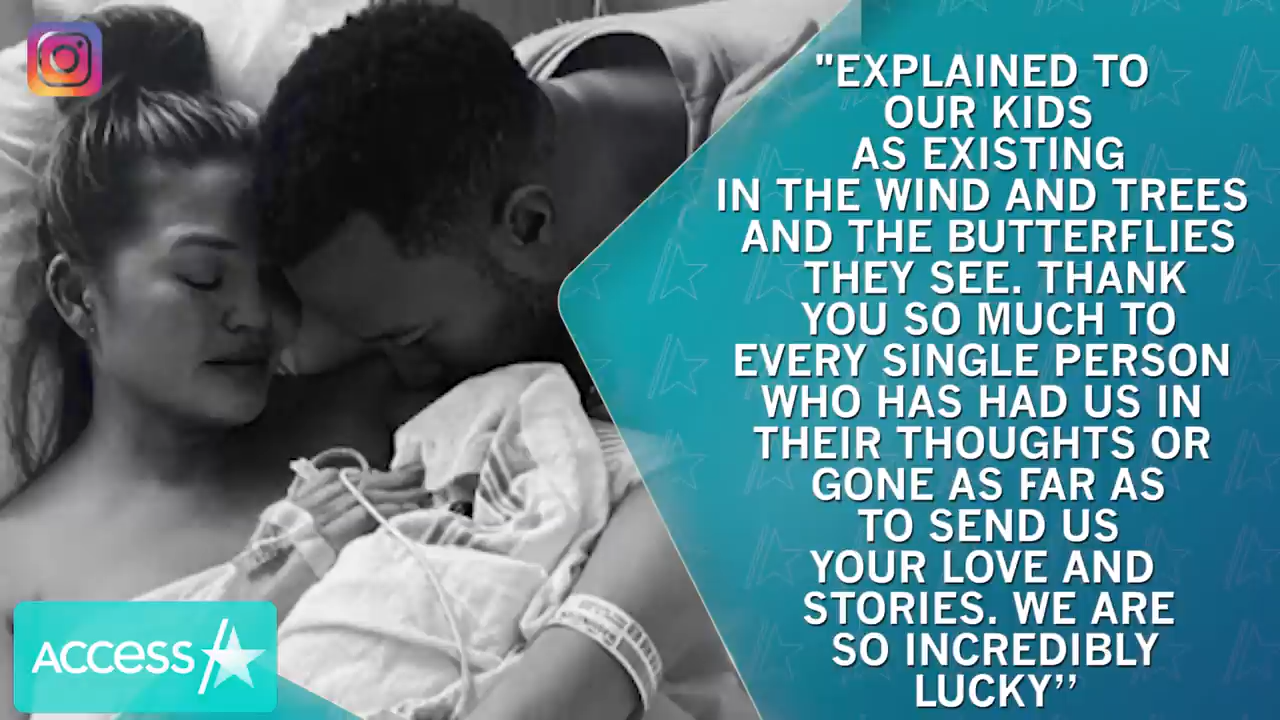 "EXPLAINED TO
OUR KIDS
AS EXISTING
IN THE WIND AND TREES
AND THE BUTTERFLIES
THEY SEE. THANK
YOU SO MUCH TO
EVERY SINGLE PERSON
WHO HAS HAD US IN
THEIR THOUGHTS OR
GONE AS FAR AS
TO SEND US
YOUR LOVE AND
STORIES. WE ARE
SO INCREDIBLY
LUCKY’’
ACCESS